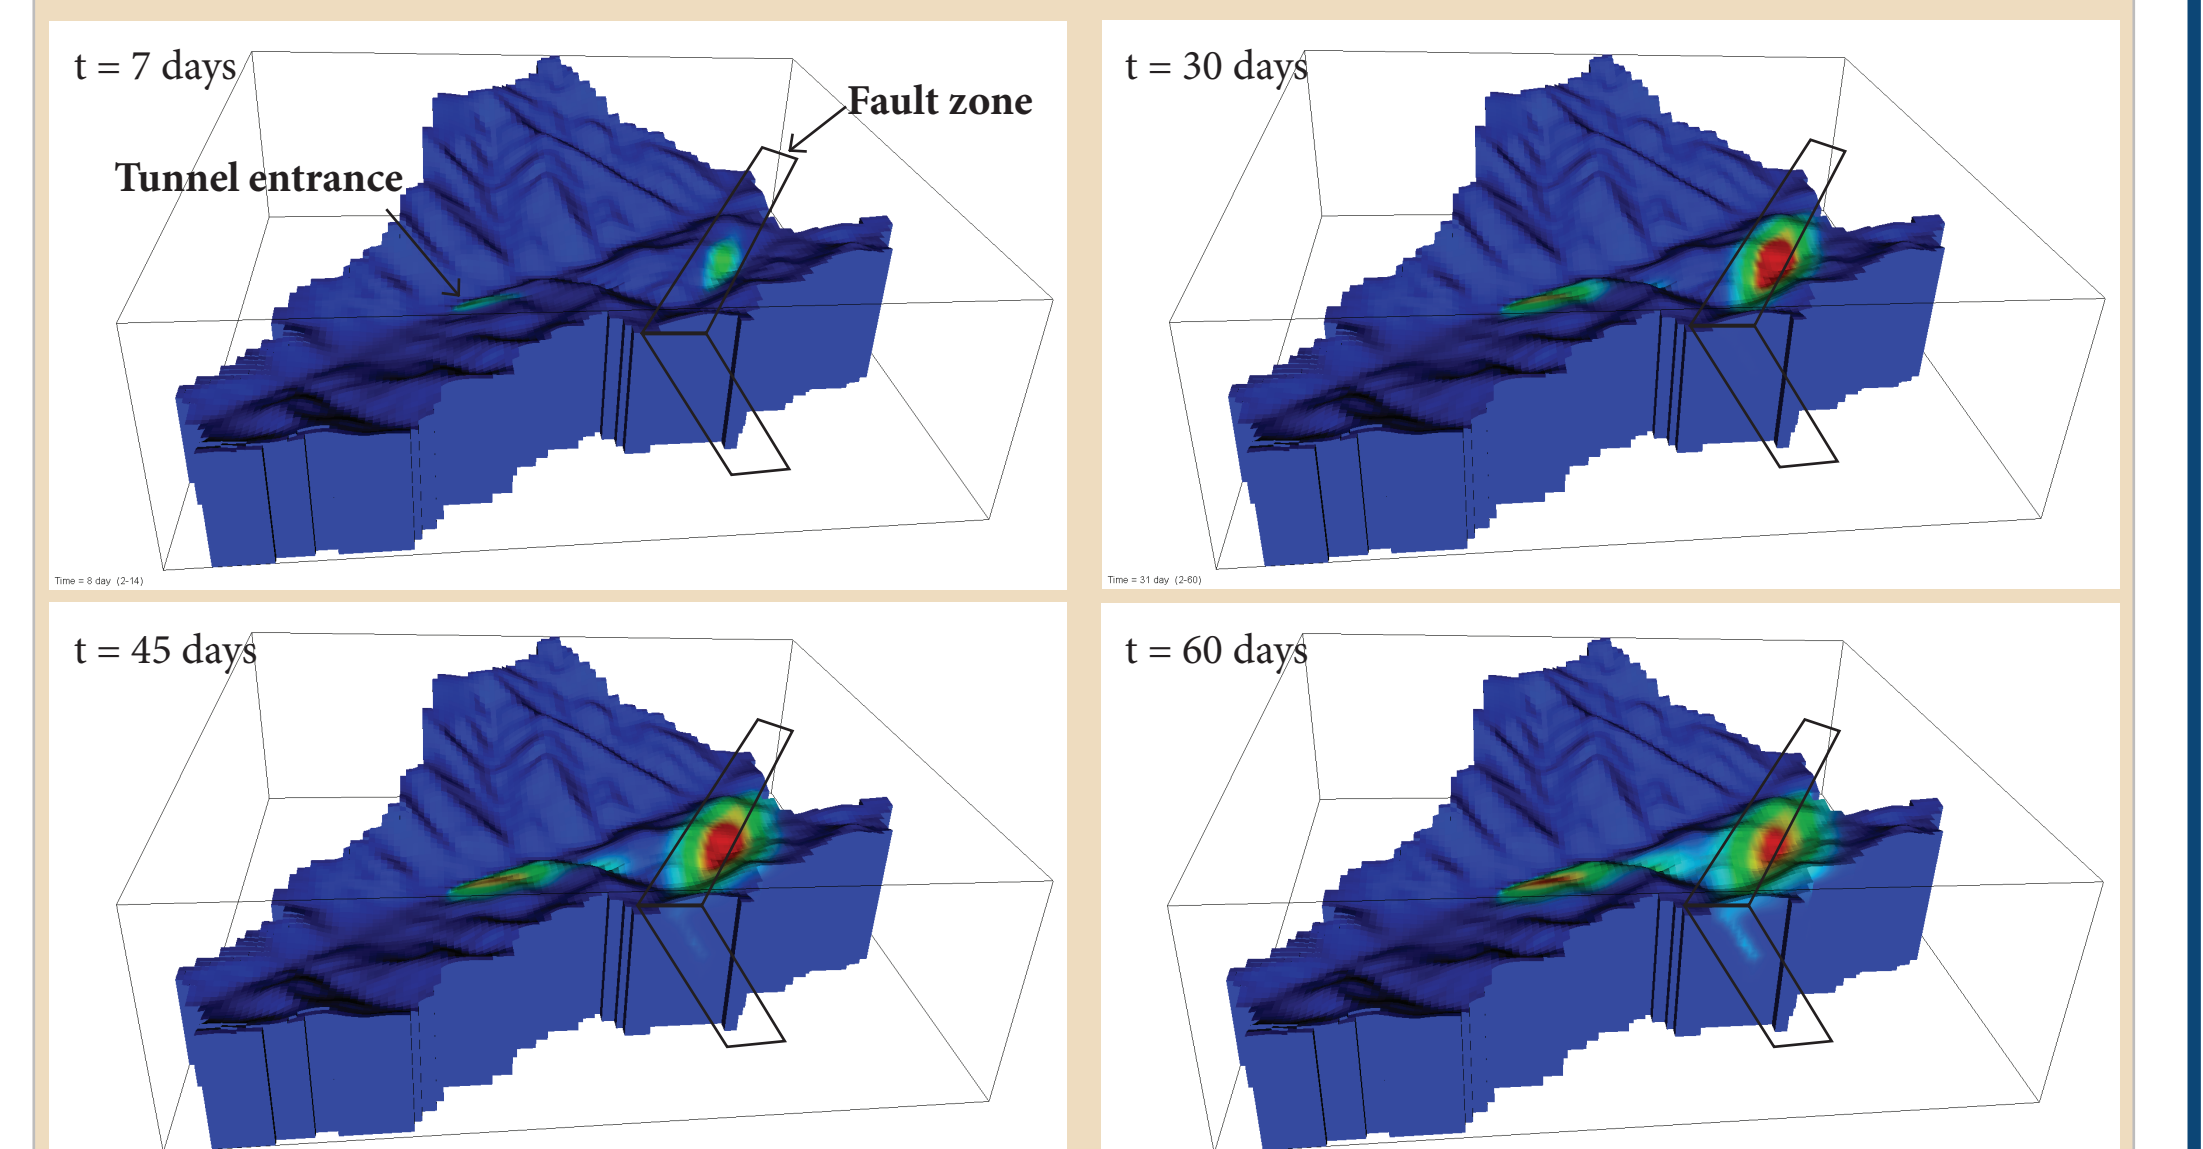 t = 7 days
Fault zone
Tunnel entrance
Time = 8 day (2-14)
t = 30 days
Time = 31 day (2-60)
t = 45 days
t = 60 days